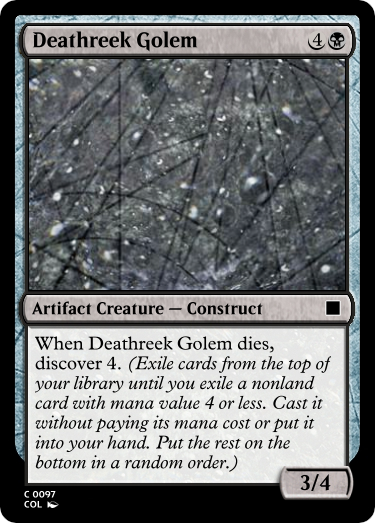 Deathreek Golem 4
Artifact Creature — Construct
When Deathreek Golem dies,
discover 4. (Exile cards from the top of
your library until you exile a nonland
card with mana value 4 or less. Cast it
without paying its mana cost or put it
into your hand. Put the rest on the
bottom in a random order.)
3/4
C 0097
COL